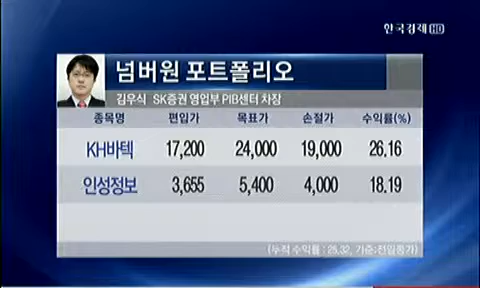 한국경제 HD
넘버원 포트폴리오
김우식 SK증권 영업부 PIB센터 차장
종목명 편입가 목표가 손절가 수익률(%)
KH바텍 17,200 24,000 19,000 26.16
인성정보 3,655 5,400 4,000 18.19
(누적 수익률 : 25.32, 기준:전일종가)